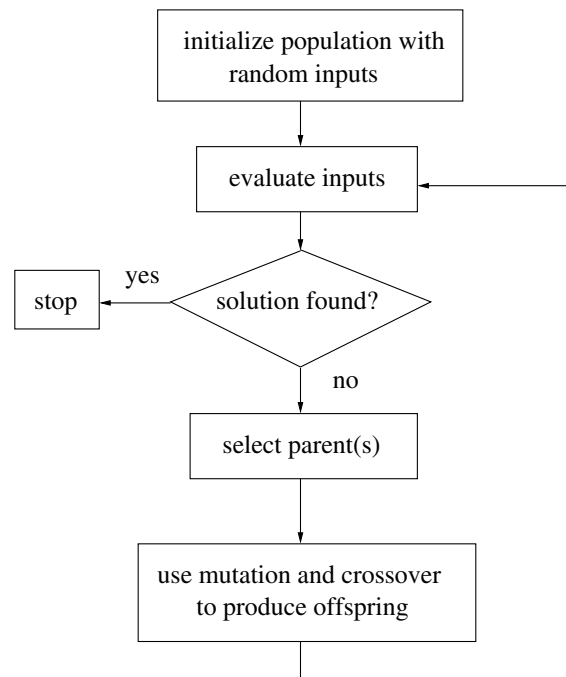 initialize population with
random inputs
evaluate inputs
yes
stop
solution found?
no
select parent(s)
use mutation and crossover
to produce offspring